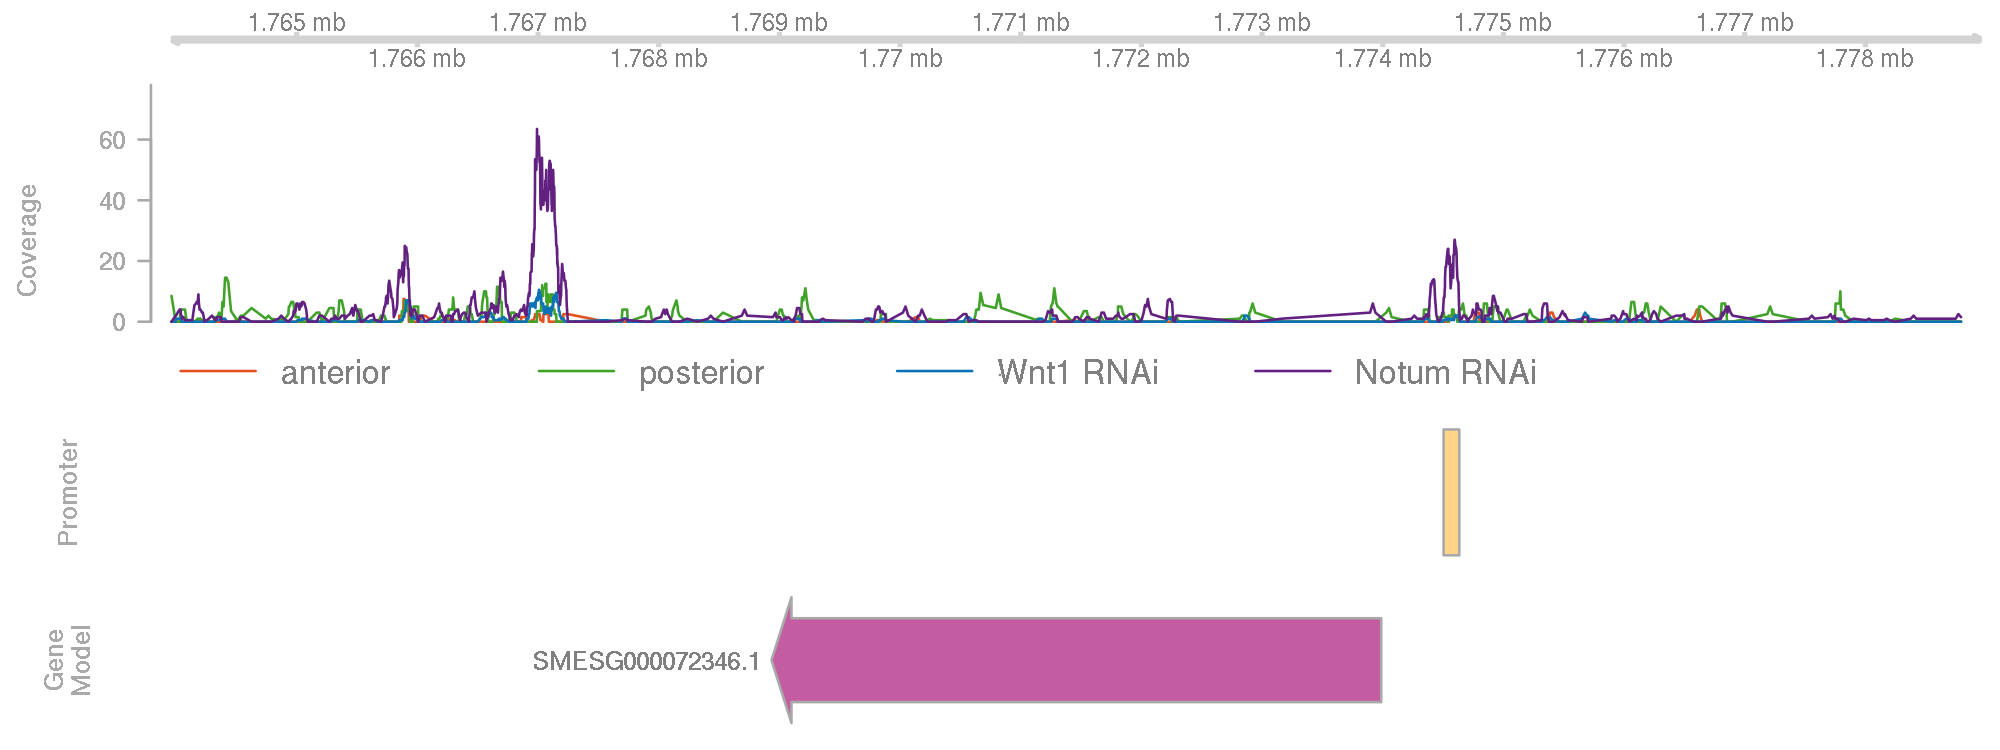 1.765 mb 1.767 mb 1.769 mb 1.771 mb 1.773 mb 1.775 mb 1.777 mb
1.766 mb 1.768 mb 1.77 mb 1.772 mb 1.774 mb 1.776 mb 1.778 mb
Coverage
60
40
20
0
anterior posterior Wnt1 RNAi Notum RNAi
Promoter
Gene
Model
SMESG000072346.1